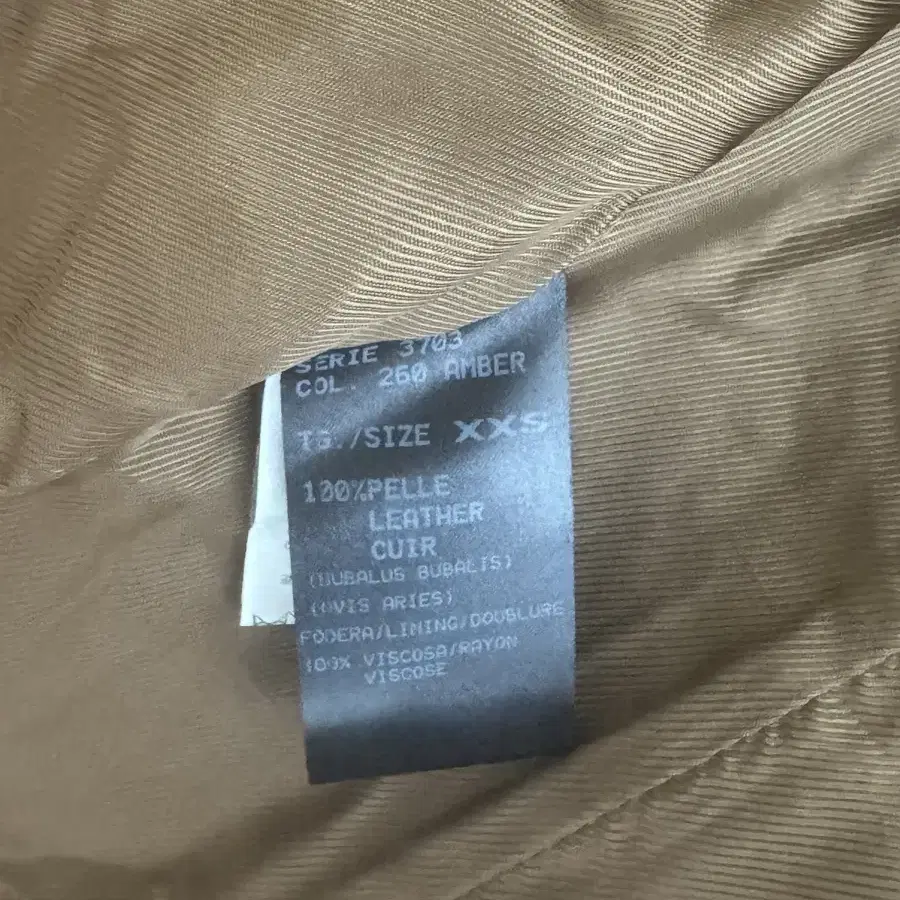 SERIE 3703
COL. 260 AMBER
TG./SIZE XXS
100%PELLE
LEATHER
CUIR
(BUBALUS BUBALIS)
(OVIS ARIES)
FODERA/LINING/DOUBLURE
100% VISCOSA/RAYON
VISCOSE